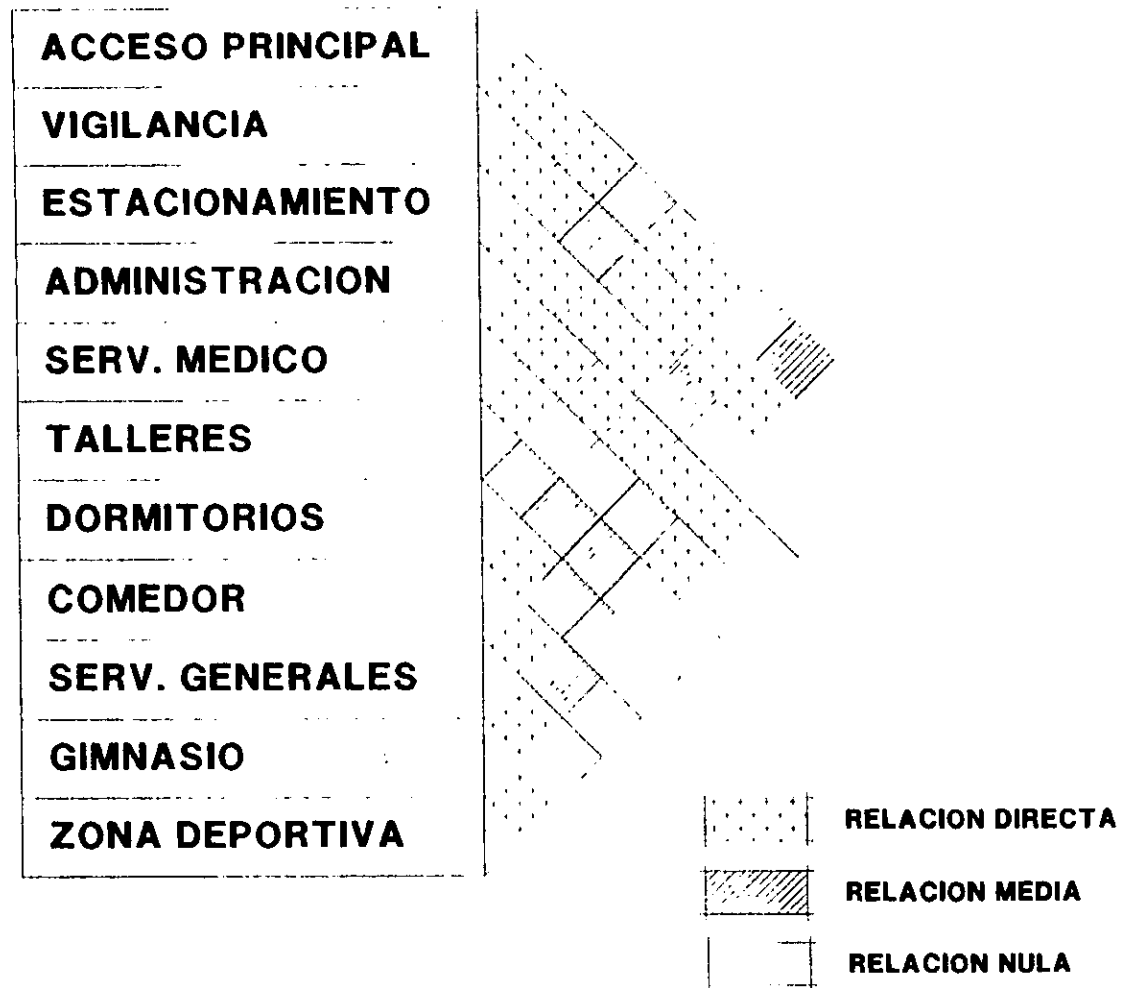 ACCESO PRINCIPAL
VIGILANCIA
ESTACIONAMIENTO
ADMINISTRACION
SERV. MEDICO
TALLERES
DORMITORIOS
COMEDOR
SERV. GENERALES
GIMNASIO
ZONA DEPORTIVA
RELACION DIRECTA
RELACION MEDIA
RELACION NULA